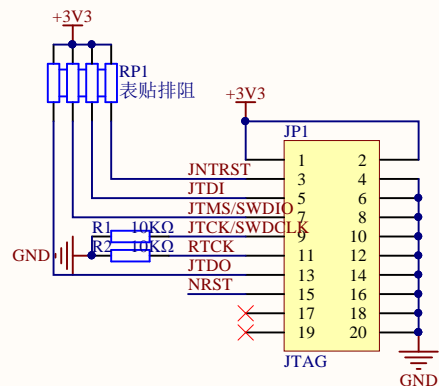 +3V3
RP1
表贴排阻
+3V3
JP1
1 2
JNTRST 3 4
JTDI 5 6
JTMS/SWDIO 7 8
R1 10KΩ JTCK/SWDCLK 9 10
GND R2 10KΩ RTCK 11 12
JTDO 13 14
NRST 15 16
17 18
19 20
JTAG
GND